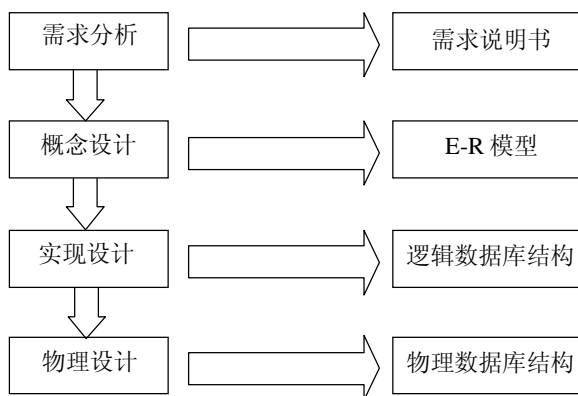 需求分析
需求说明书
概念设计
E-R 模型
实现设计
逻辑数据库结构
物理设计
物理数据库结构